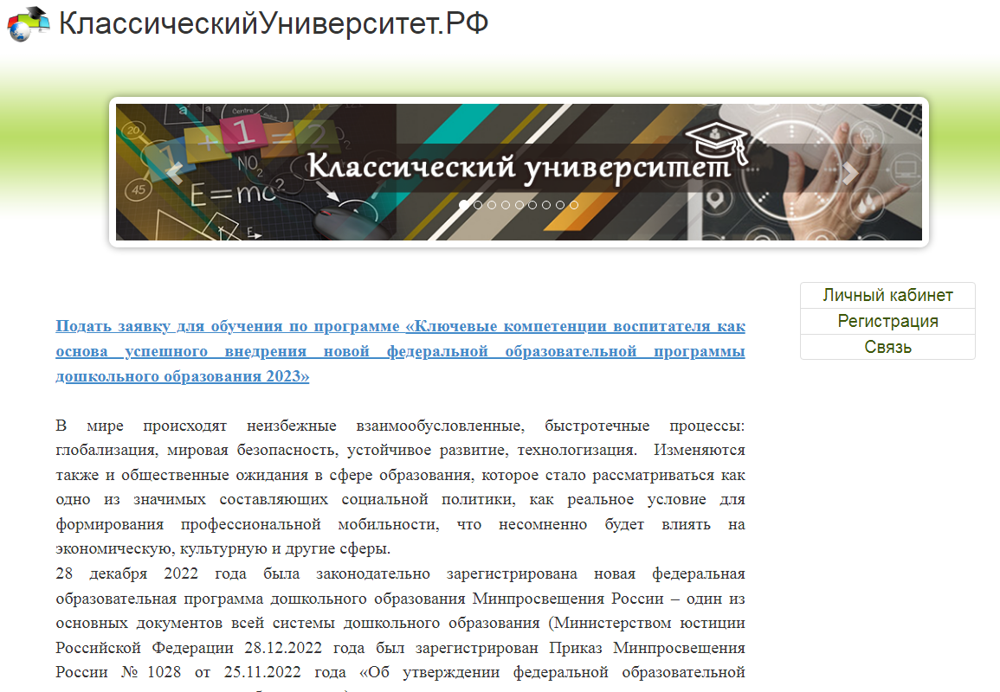 КлассическийУниверситет.РФ
a a Centre
20 1 + 1 = 2
NO2 O2
45 E=mc²
E
Классический университет
Личный кабинет
Регистрация
Связь
Подать заявку для обучения по программе «Ключевые компетенции воспитателя как
основа успешного внедрения новой федеральной образовательной программы
дошкольного образования 2023»
В мире происходят неизбежные взаимообусловленные, быстротечные процессы:
глобализация, мировая безопасность, устойчивое развитие, технологизация. Изменяются
также и общественные ожидания в сфере образования, которое стало рассматриваться как
одно из значимых составляющих социальной политики, как реальное условие для
формирования профессиональной мобильности, что несомненно будет влиять на
экономическую, культурную и другие сферы.
28 декабря 2022 года была законодательно зарегистрирована новая федеральная
образовательная программа дошкольного образования Минпросвещения России – один из
основных документов всей системы дошкольного образования (Министерством юстиции
Российской Федерации 28.12.2022 года был зарегистрирован Приказ Минпросвещения
России № 1028 от 25.11.2022 года «Об утверждении федеральной образовательной